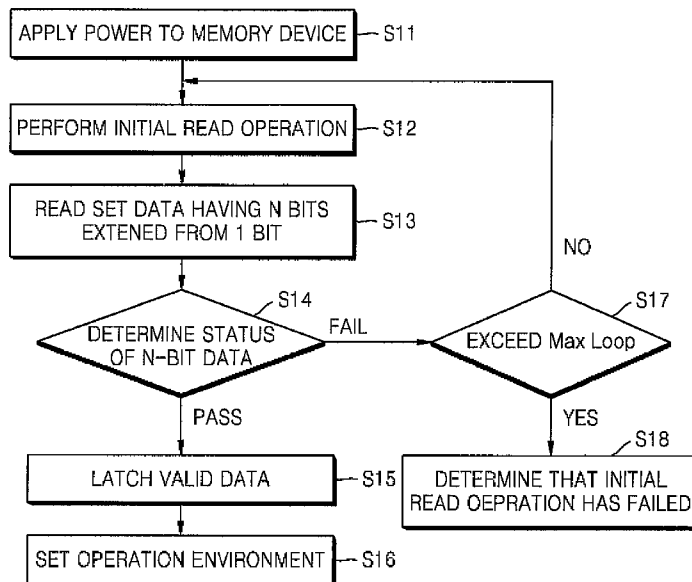 APPLY POWER TO MEMORY DEVICE
S11
PERFORM INITIAL READ OPERATION
S12
READ SET DATA HAVING N BITS
EXTENED FROM 1 BIT
S13
NO
S14
S17
DETERMINE STATUS
OF N-BIT DATA
FAIL
EXCEED Max Loop
PASS
YES
S18
LATCH VALID DATA
S15
DETERMINE THAT INITIAL
READ OEPRATION HAS FAILED
SET OPERATION ENVIRONMENT
S16